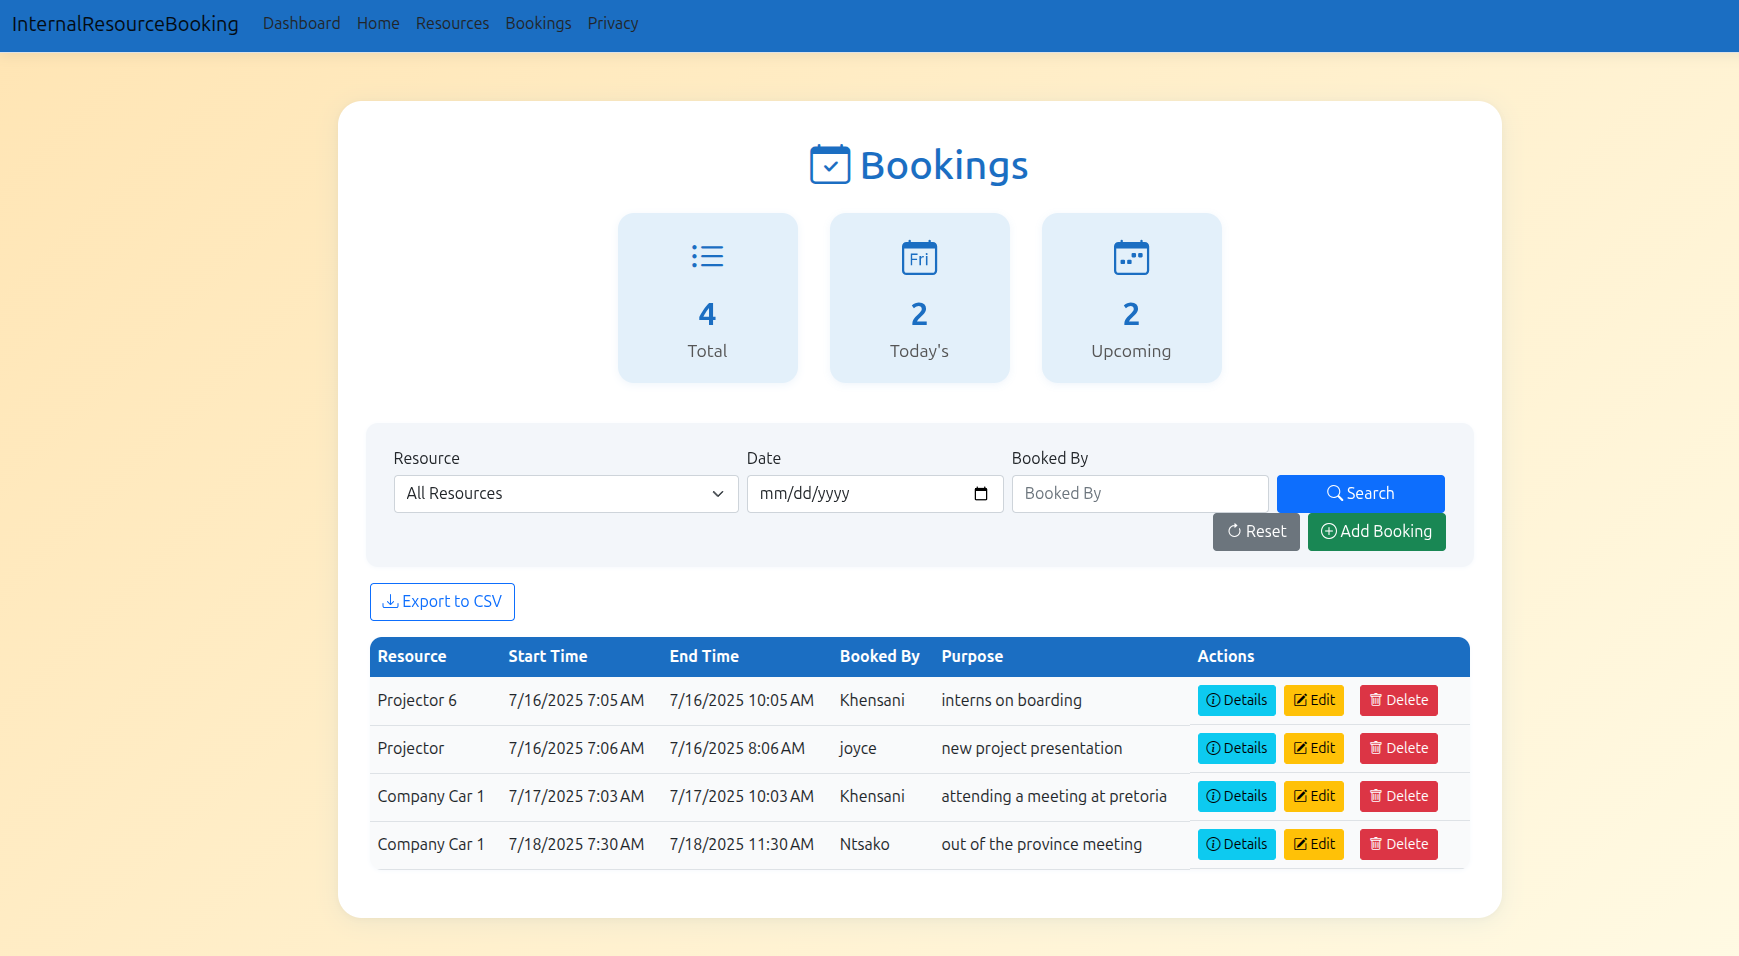 InternalResourceBooking Dashboard Home Resources Bookings Privacy
Bookings
Fri
4 2 2
Total Today's Upcoming
Resource Date Booked By
All Resources mm/dd/yyyy Booked By Search
Reset Add Booking
Export to CSV
Resource Start Time End Time Booked By Purpose Actions
Projector 6 7/16/2025 7:05 AM 7/16/2025 10:05 AM Khensani interns on boarding Details Edit Delete
Projector 7/16/2025 7:06 AM 7/16/2025 8:06 AM joyce new project presentation Details Edit Delete
Company Car 1 7/17/2025 7:03 AM 7/17/2025 10:03 AM Khensani attending a meeting at pretoria Details Edit Delete
Company Car 1 7/18/2025 7:30 AM 7/18/2025 11:30 AM Ntsako out of the province meeting Details Edit Delete